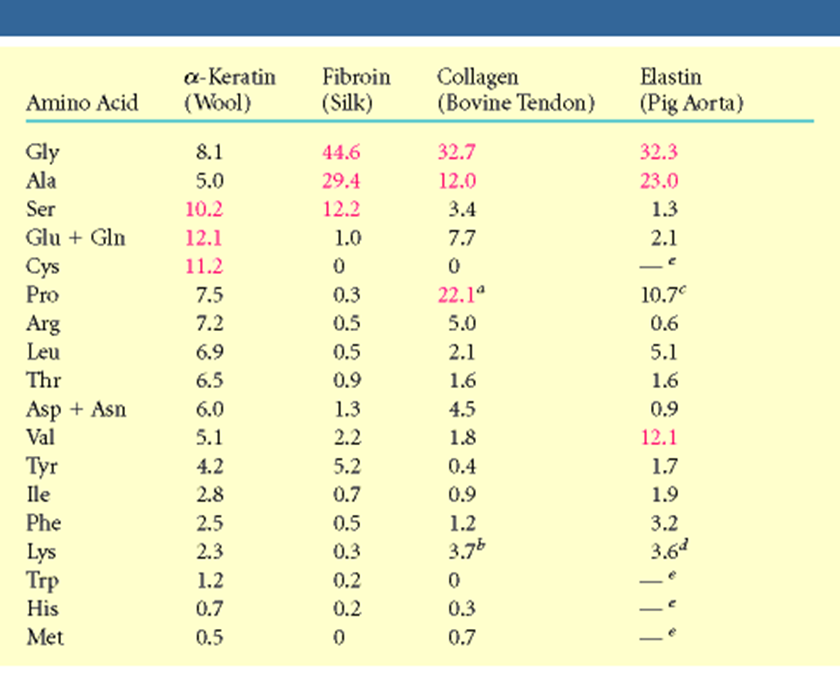 α-Keratin Fibroin Collagen Elastin
Amino Acid (Wool) (Silk) (Bovine Tendon) (Pig Aorta)
Gly 8.1 44.6 32.7 32.3
Ala 5.0 29.4 12.0 23.0
Ser 10.2 12.2 3.4 1.3
Glu + Gln 12.1 1.0 7.7 2.1
Cys 11.2 0 0 —e
Pro 7.5 0.3 22.1a 10.7c
Arg 7.2 0.5 5.0 0.6
Leu 6.9 0.5 2.1 5.1
Thr 6.5 0.9 1.6 1.6
Asp + Asn 6.0 1.3 4.5 0.9
Val 5.1 2.2 1.8 12.1
Tyr 4.2 5.2 0.4 1.7
Ile 2.8 0.7 0.9 1.9
Phe 2.5 0.5 1.2 3.2
Lys 2.3 0.3 3.7b 3.6d
Trp 1.2 0.2 0 —e
His 0.7 0.2 0.3 —e
Met 0.5 0 0.7 —e